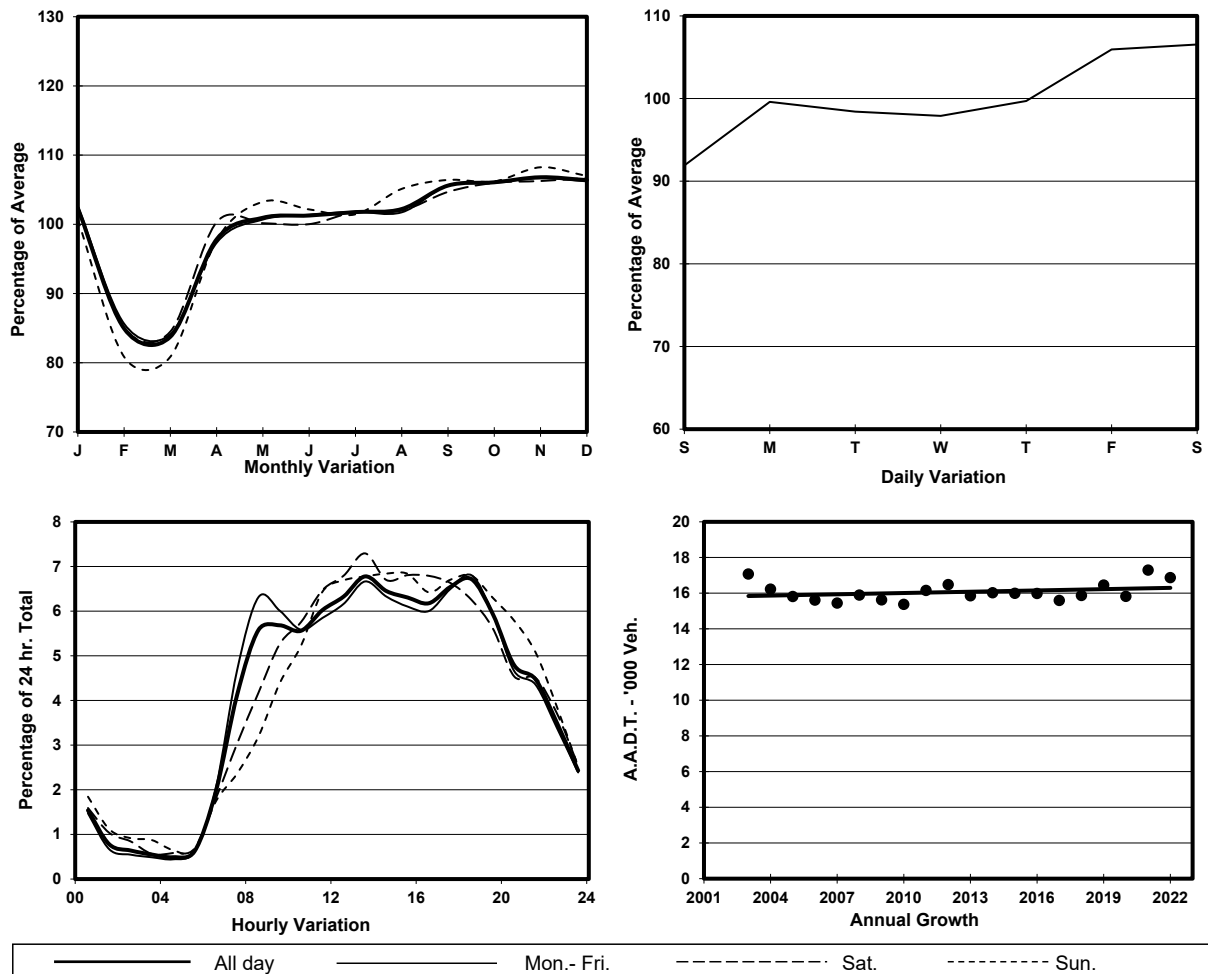 130
120
110
100
90
80
70
Percentage of Average
J F M A M J J A S O N D
Monthly Variation
110
100
90
80
70
60
Percentage of Average
S M T W T F S
Daily Variation
8
7
6
5
4
3
2
1
0
Percentage of 24 hr. Total
00 04 08 12 16 20 24
Hourly Variation
20
18
16
14
12
10
8
6
4
2
0
A.A.D.T. - '000 Veh.
2001 2004 2007 2010 2013 2016 2019 2022
Annual Growth
All day Mon.- Fri. Sat. Sun.